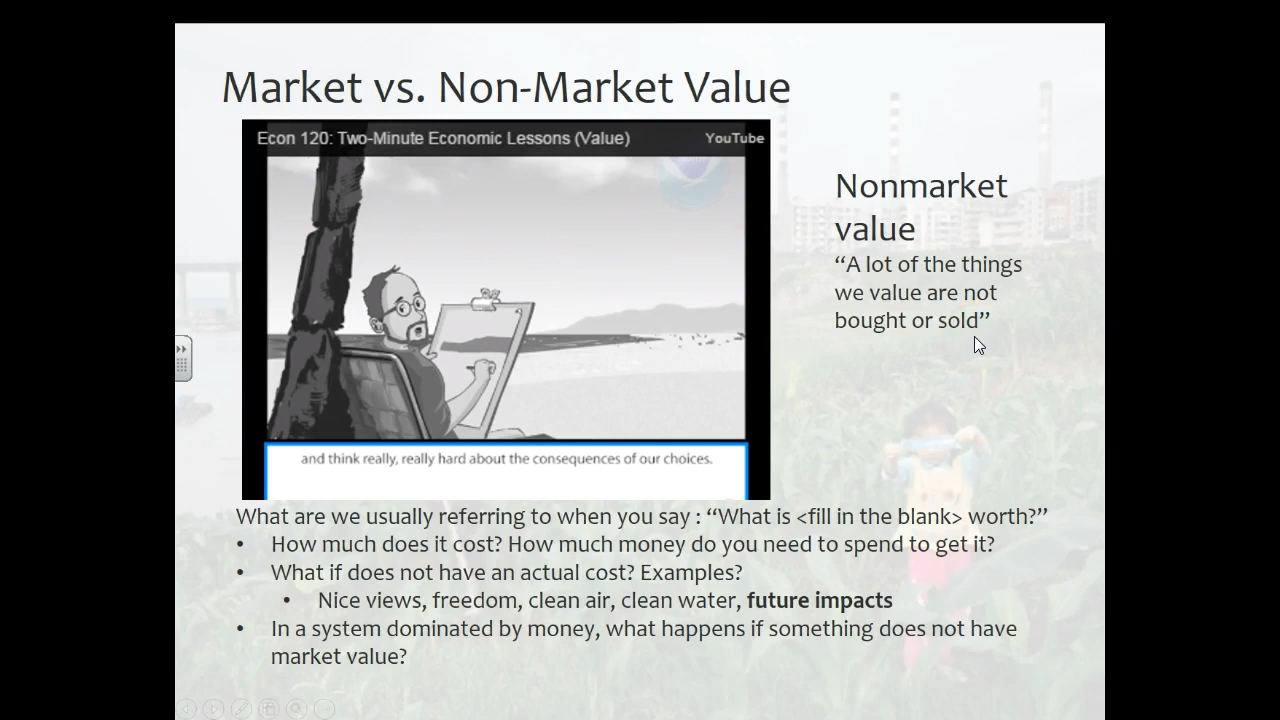 Market vs. Non-Market Value
Econ 120: Two-Minute Economic Lessons (Value)
YouTube
and think really, really hard about the consequences of our choices.
Nonmarket
value
“A lot of the things
we value are not
bought or sold”
What are we usually referring to when you say : “What is <fill in the blank> worth?”
• How much does it cost? How much money do you need to spend to get it?
• What if does not have an actual cost? Examples?
• Nice views, freedom, clean air, clean water, future impacts
• In a system dominated by money, what happens if something does not have
market value?